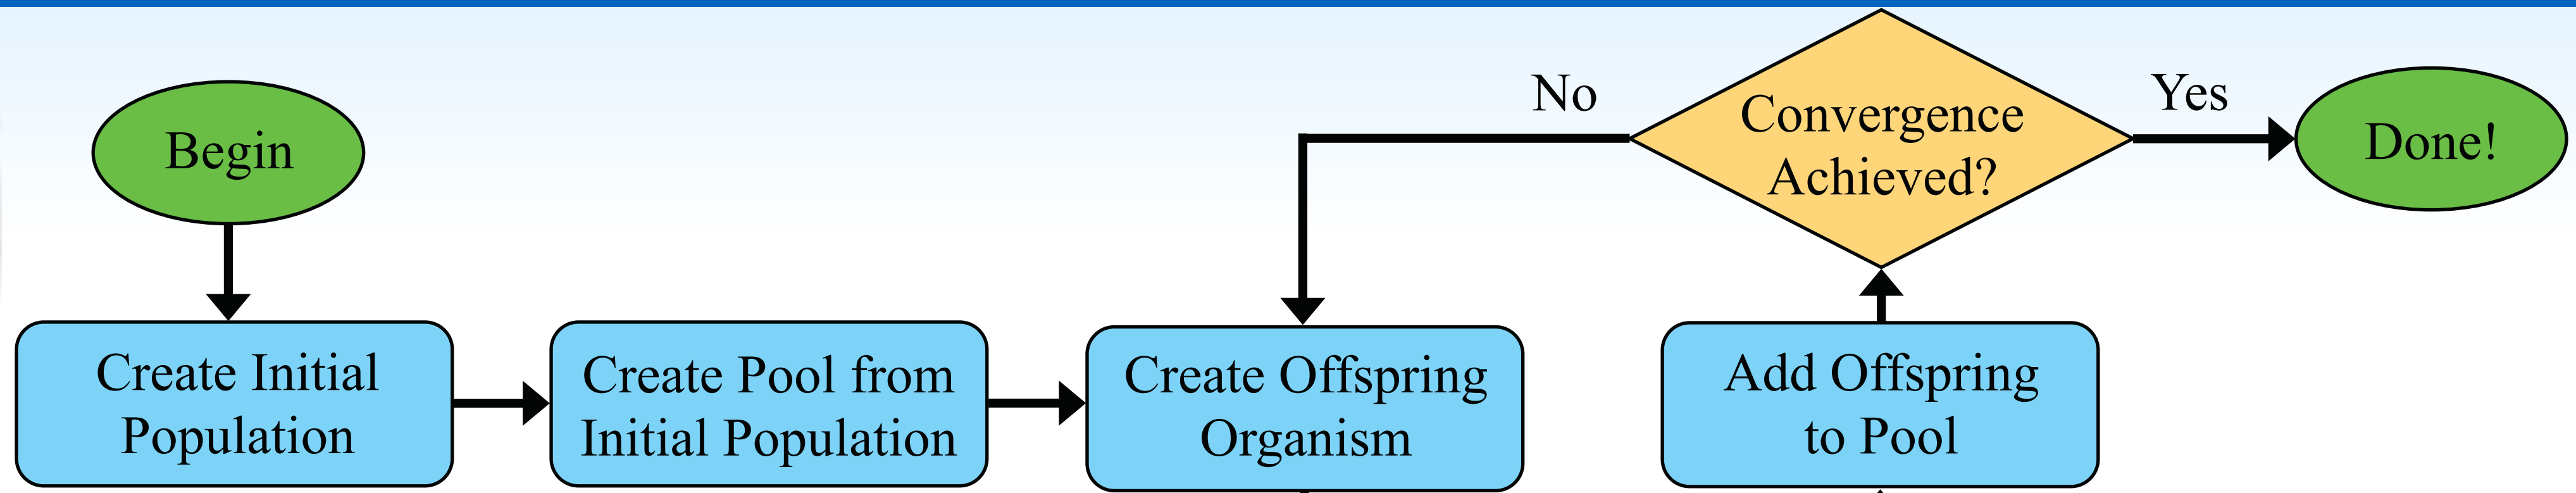 Begin
Create Initial
Population
Create Pool from
Initial Population
Create Offspring
Organism
Add Offspring
to Pool
Convergence
Achieved?
No
Yes
Done!